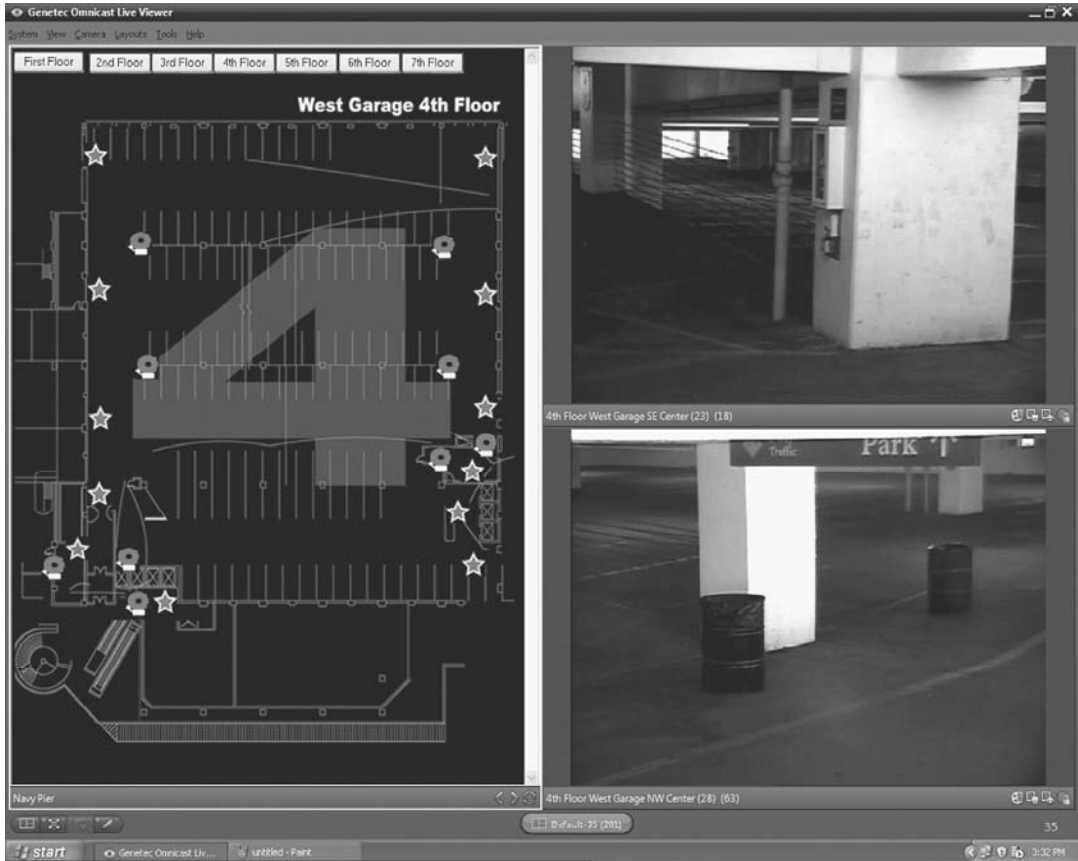 Genetec Omnicast Live Viewer
System View Camera Layouts Tools Help
First Floor 2nd Floor 3rd Floor 4th Floor 5th Floor 6th Floor 7th Floor
West Garage 4th Floor
4
4th Floor West Garage SE Center (23) (18)
Traffic Park
4th Floor West Garage NW Center (28) (63)
Navy Pier
Default-35 (201)
35
start Genetec Omnicast Liv... untitled - Paint 3:32 PM